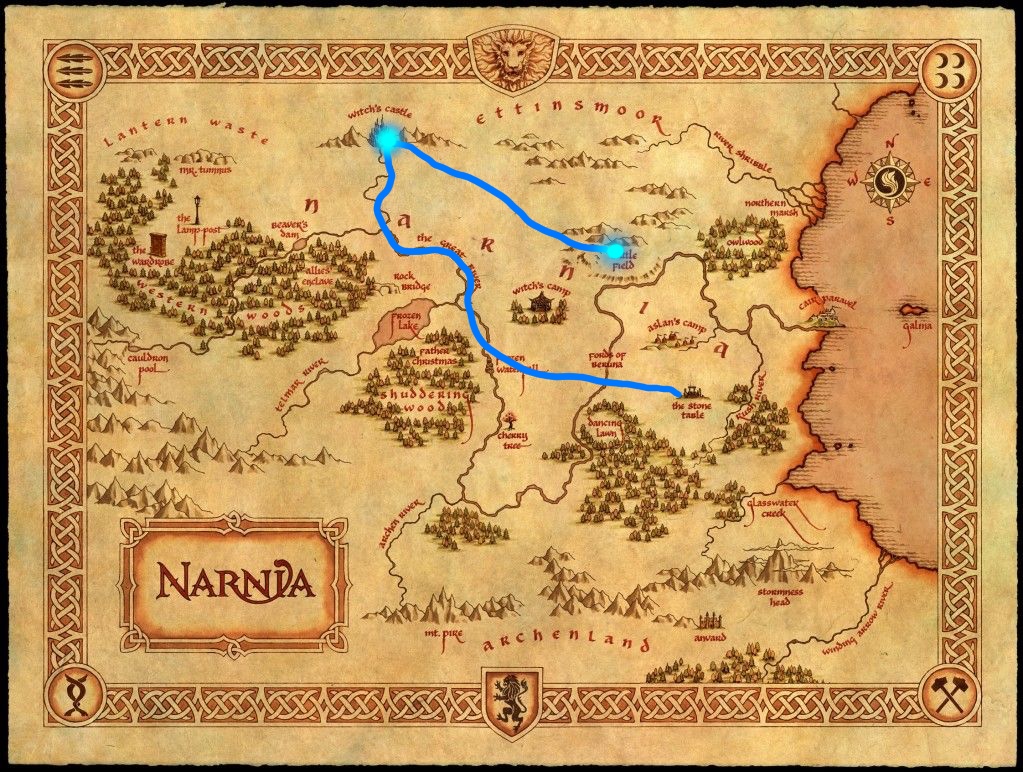 ettinsmoor
witch's castle
lantern waste
mr. tumnus
river shribble
N
W
E
S
northern
marsh
owlwood
the
lamp-post
beaver's
dam
the
wardrobe
allies'
enclave
western woods
narnia
the great river
field
rock
bridge
witch's camp
frozen
lake
aslan's camp
cair paravel
galma
cauldron
pool
telmar river
father
christmas
shuddering
wood
fords of
beruna
the stone
table
rush river
dancing
lawn
cherry
tree
archen river
glasswater
creek
NARNIA
mt. pire
archenland
anvard
stormness
head
winding arrow river